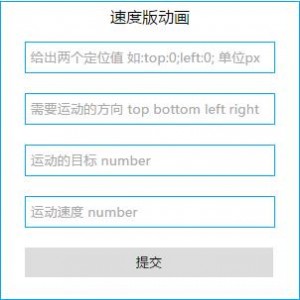 速度版动画
给出两个定位值 如:top:0;left:0; 单位px
需要运动的方向 top bottom left right
运动的目标 number
运动速度 number
提交